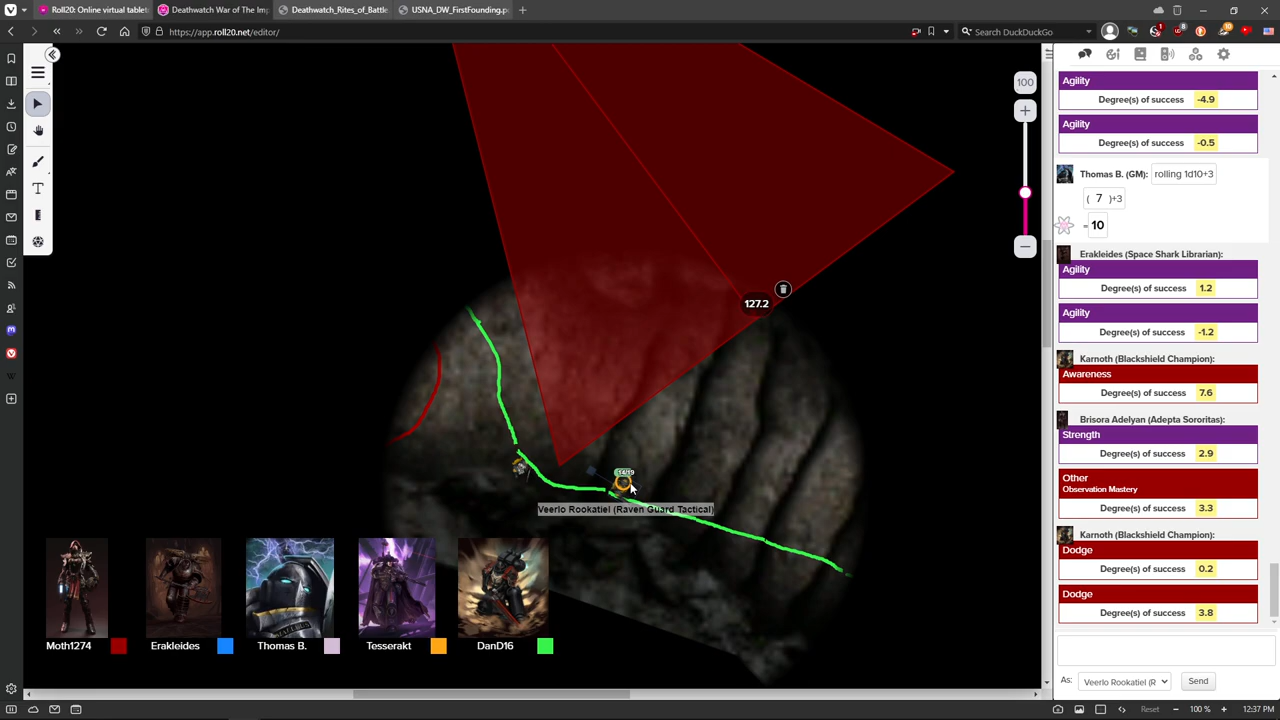 Roll20: Online virtual tablet
Deathwatch War of The Imp
Deathwatch_Rites_of_Battle
USNA_DW_FirstFounding.p
https://app.roll20.net/editor/
Search DuckDuckGo
100
Agility
Degree(s) of success -4.9
Agility
Degree(s) of success -0.5
Thomas B. (GM): rolling 1d10+3
( 7 )+3
= 10
Erakleides (Space Shark Librarian):
Agility
Degree(s) of success 1.2
Agility
Degree(s) of success -1.2
Karnoth (Blackshield Champion):
Awareness
Degree(s) of success 7.6
Brisora Adelyan (Adepta Sororitas):
Strength
Degree(s) of success 2.9
Other
Observation Mastery
Degree(s) of success 3.3
Karnoth (Blackshield Champion):
Dodge
Degree(s) of success 0.2
Dodge
Degree(s) of success 3.8
127.2
14/19
Veerlo Rookatiel (Raven Guard Tactical)
Moth1274
Erakleides
Thomas B.
Tesserakt
DanD16
As: Veerlo Rookatiel (R Send
Reset 100 % 12:37 PM